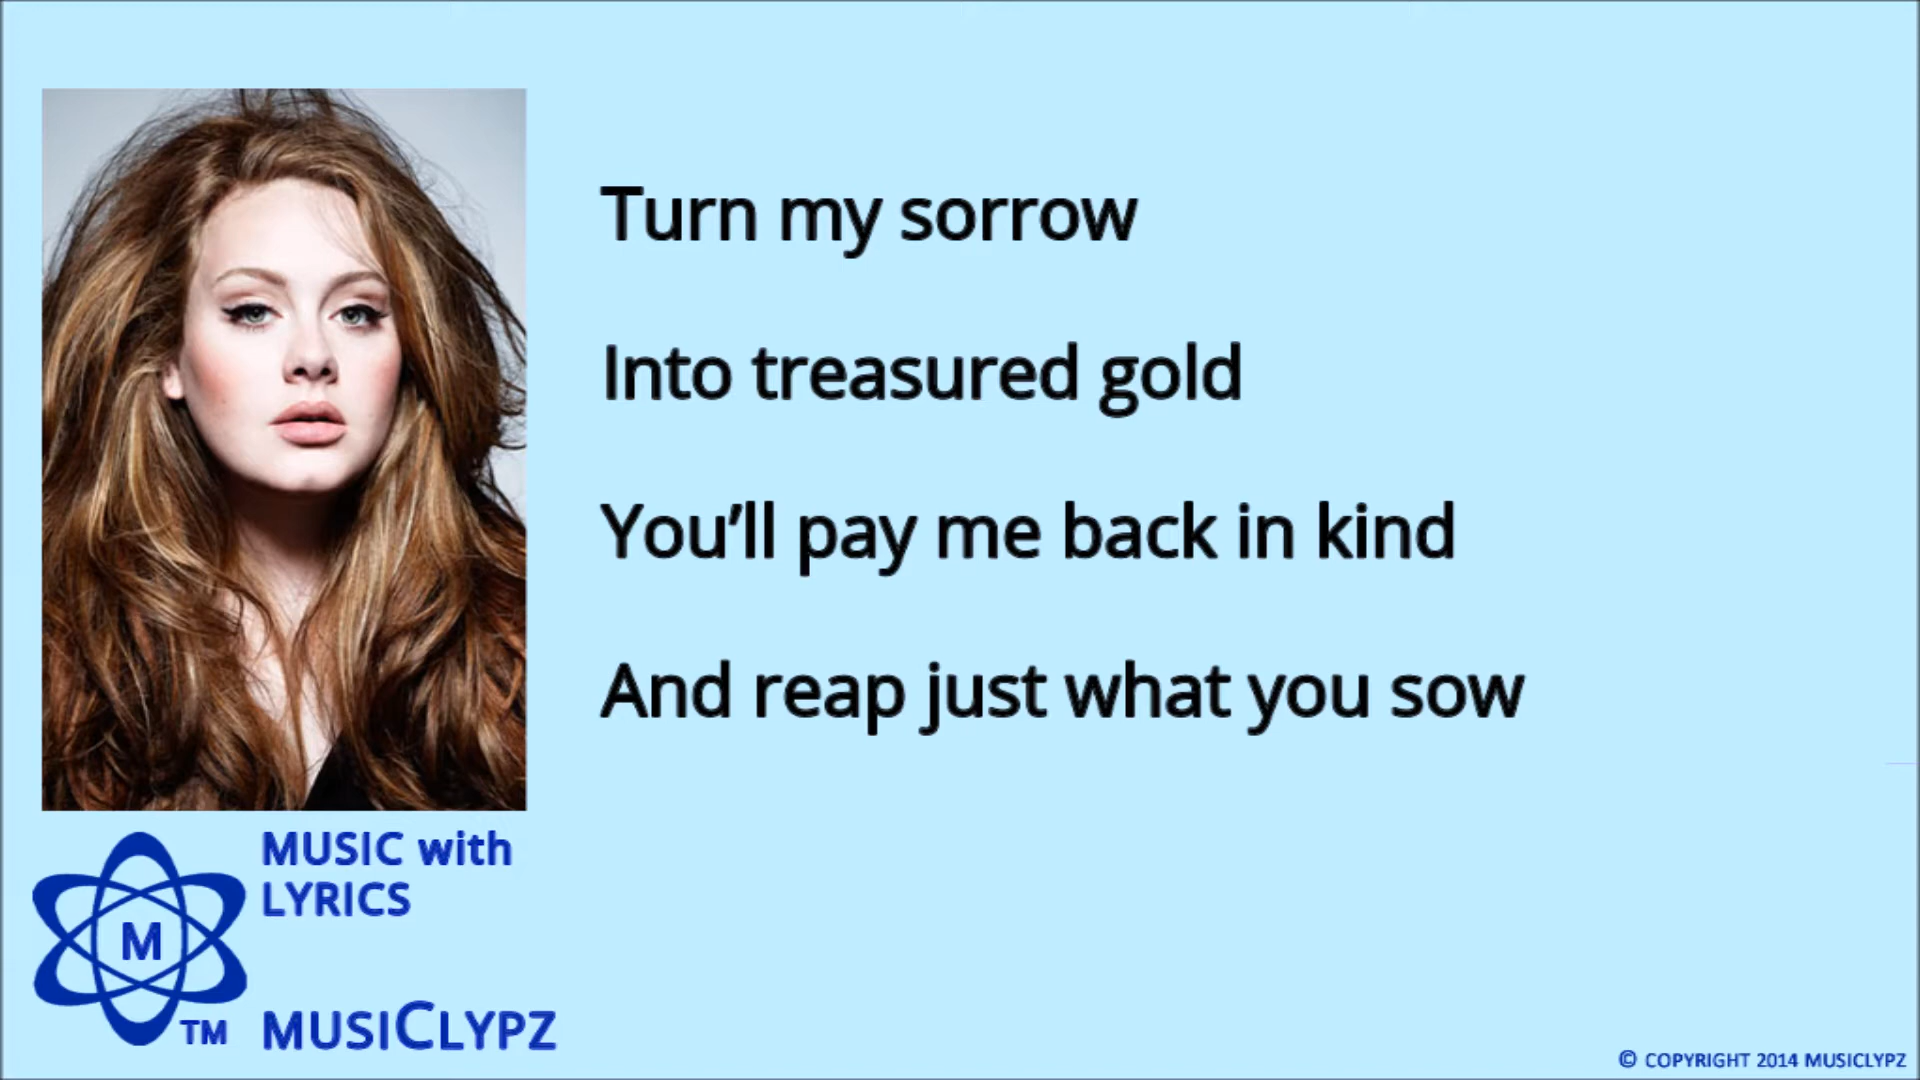 Turn my sorrow
Into treasured gold
You’ll pay me back in kind
And reap just what you sow
MUSIC with
LYRICS
M
TM
MUSICLYPZ
© COPYRIGHT 2014 MUSICLYPZ